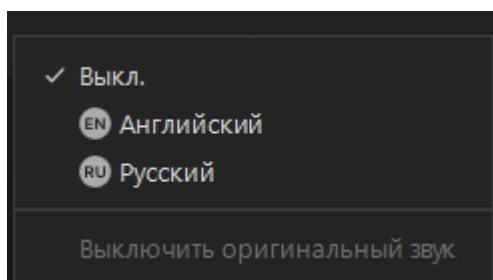 Выкл.
EN Английский
RU Русский
Выключить оригинальный звук